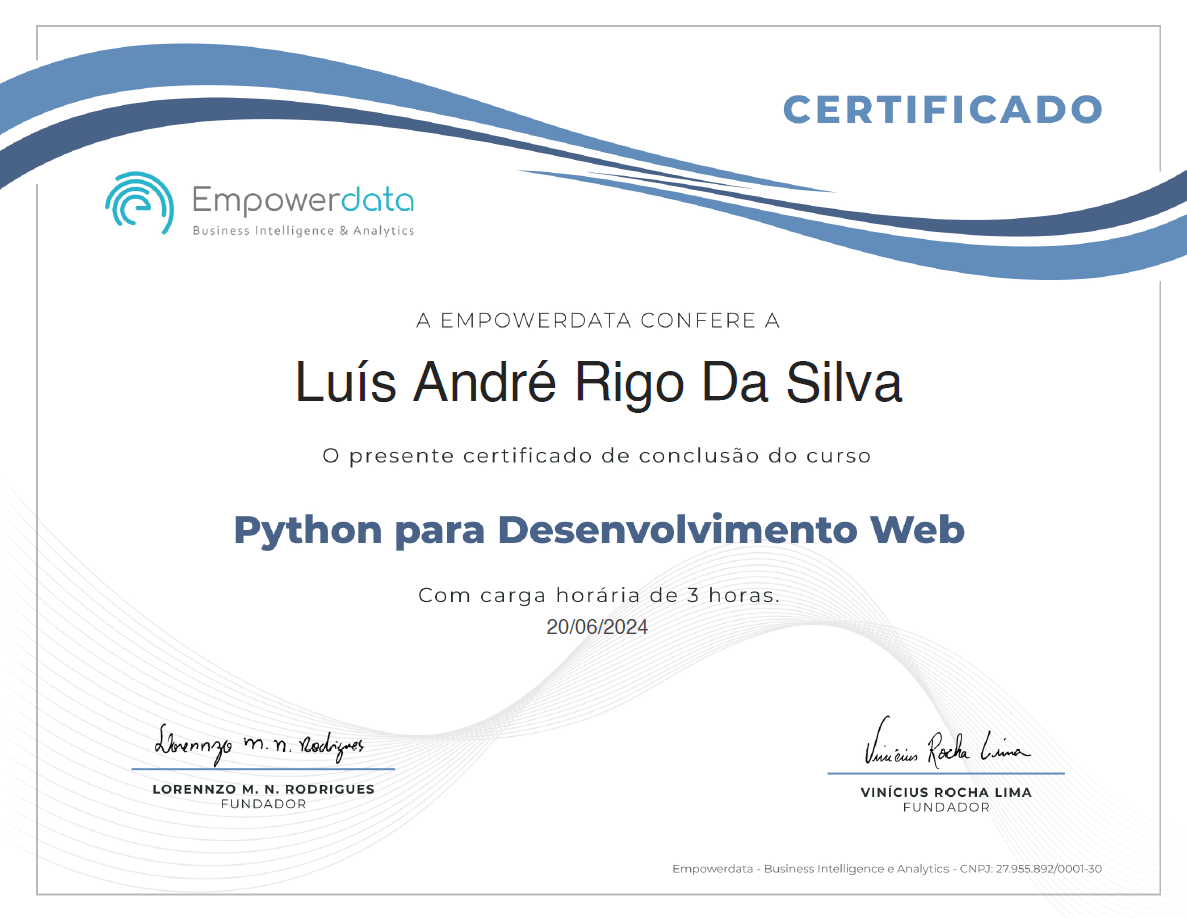 CERTIFICADO
Empowerdata
Business Intelligence & Analytics
A EMPOWERDATA CONFERE A
Luís André Rigo Da Silva
O presente certificado de conclusão do curso
Python para Desenvolvimento Web
Com carga horária de 3 horas.
20/06/2024
Lorennzo M. N. Rodrigues
LORENNZO M. N. RODRIGUES
FUNDADOR
Vinícius Rocha Lima
VINÍCIUS ROCHA LIMA
FUNDADOR
Empowerdata - Business Intelligence e Analytics - CNPJ: 27.955.892/0001-30